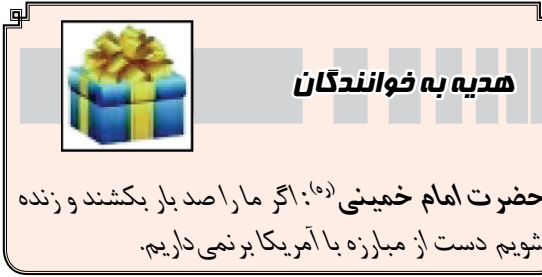 هدیه به خوانندگان
حضرت امام خمینی(ره): اگر ما را صد بار بکشند و زنده
شویم دست از مبارزه با آمریکا برنمی‌داریم.